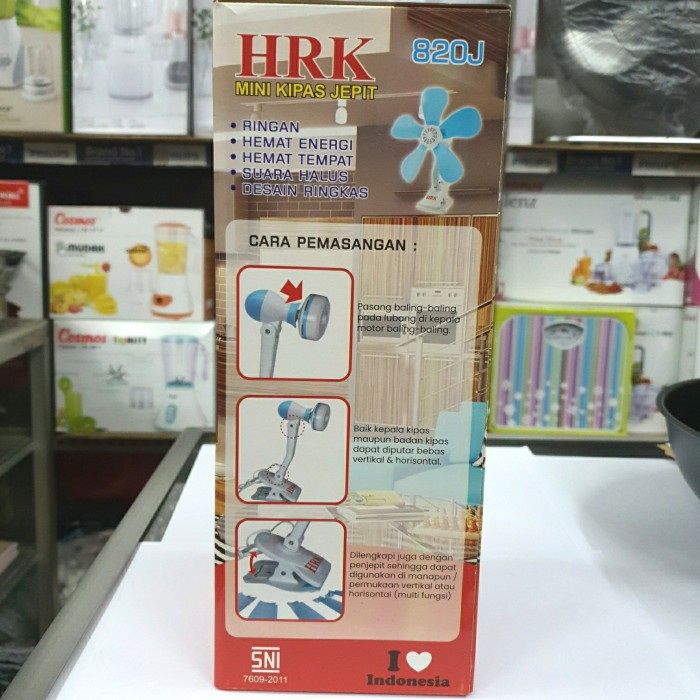 HRK
820J
MINI KIPAS JEPIT
• RINGAN
• HEMAT ENERGI
• HEMAT TEMPAT
• SUARA HALUS
• DESAIN RINGKAS
HRK
CARA PEMASANGAN :
Pasang baling-baling
pada lubang di kepala
motor baling-baling.
Baik kepala kipas
maupun badan kipas
dapat diputar bebas
vertikal & horisontal.
HRK
Dilengkapi juga dengan
penjepit sehingga dapat
digunakan di manapun /
permukaan vertikal atau
horisontal (multi fungsi)
SNI
7609-2011
I
Indonesia
Cosmos
Cosmos